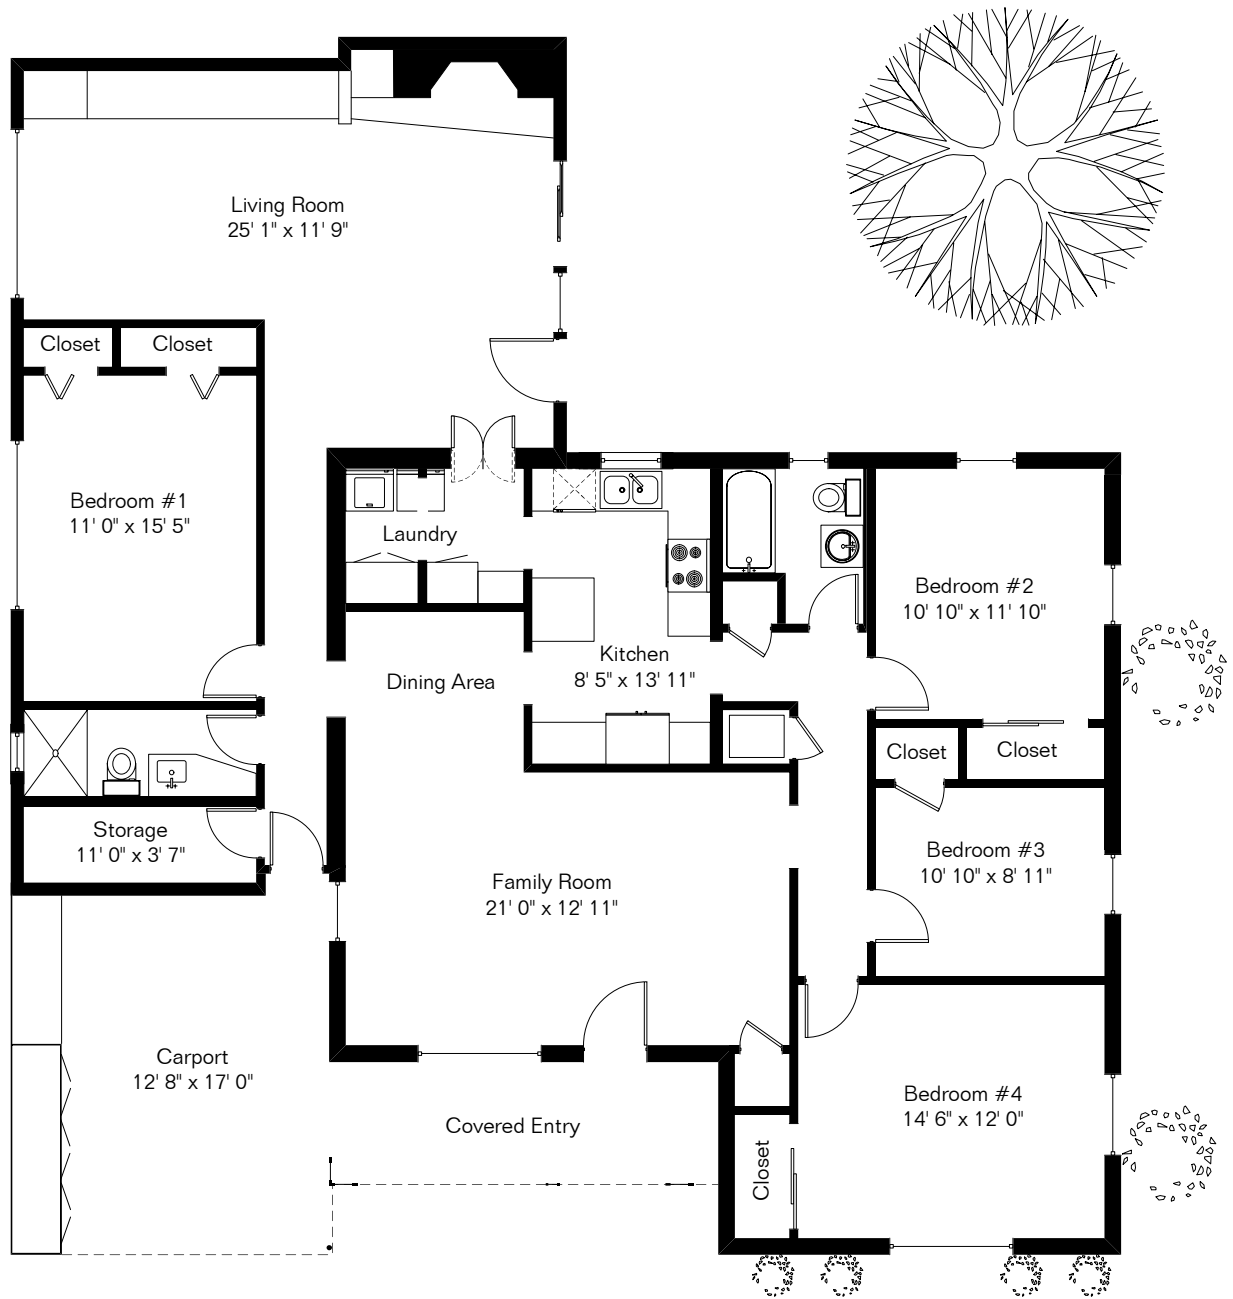 Living Room
25' 1" x 11' 9"
Closet
Closet
Bedroom #1
11' 0" x 15' 5"
Laundry
Bedroom #2
10' 10" x 11' 10"
Kitchen
8' 5" x 13' 11"
Dining Area
Closet
Closet
Storage
11' 0" x 3' 7"
Bedroom #3
10' 10" x 8' 11"
Family Room
21' 0" x 12' 11"
Carport
12' 8" x 17' 0"
Bedroom #4
14' 6" x 12' 0"
Covered Entry
Closet